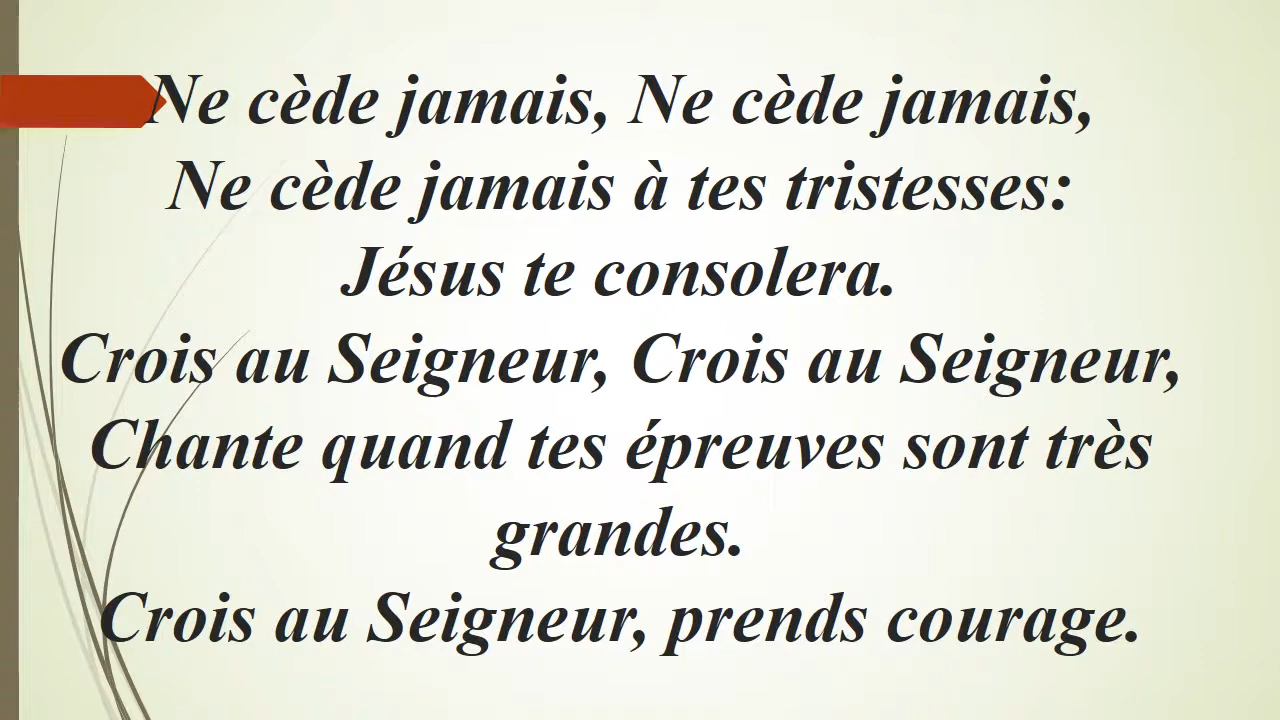 Ne cède jamais, Ne cède jamais,
Ne cède jamais à tes tristesses:
Jésus te consolera.
Crois au Seigneur, Crois au Seigneur,
Chante quand tes épreuves sont très
grandes.
Crois au Seigneur, prends courage.